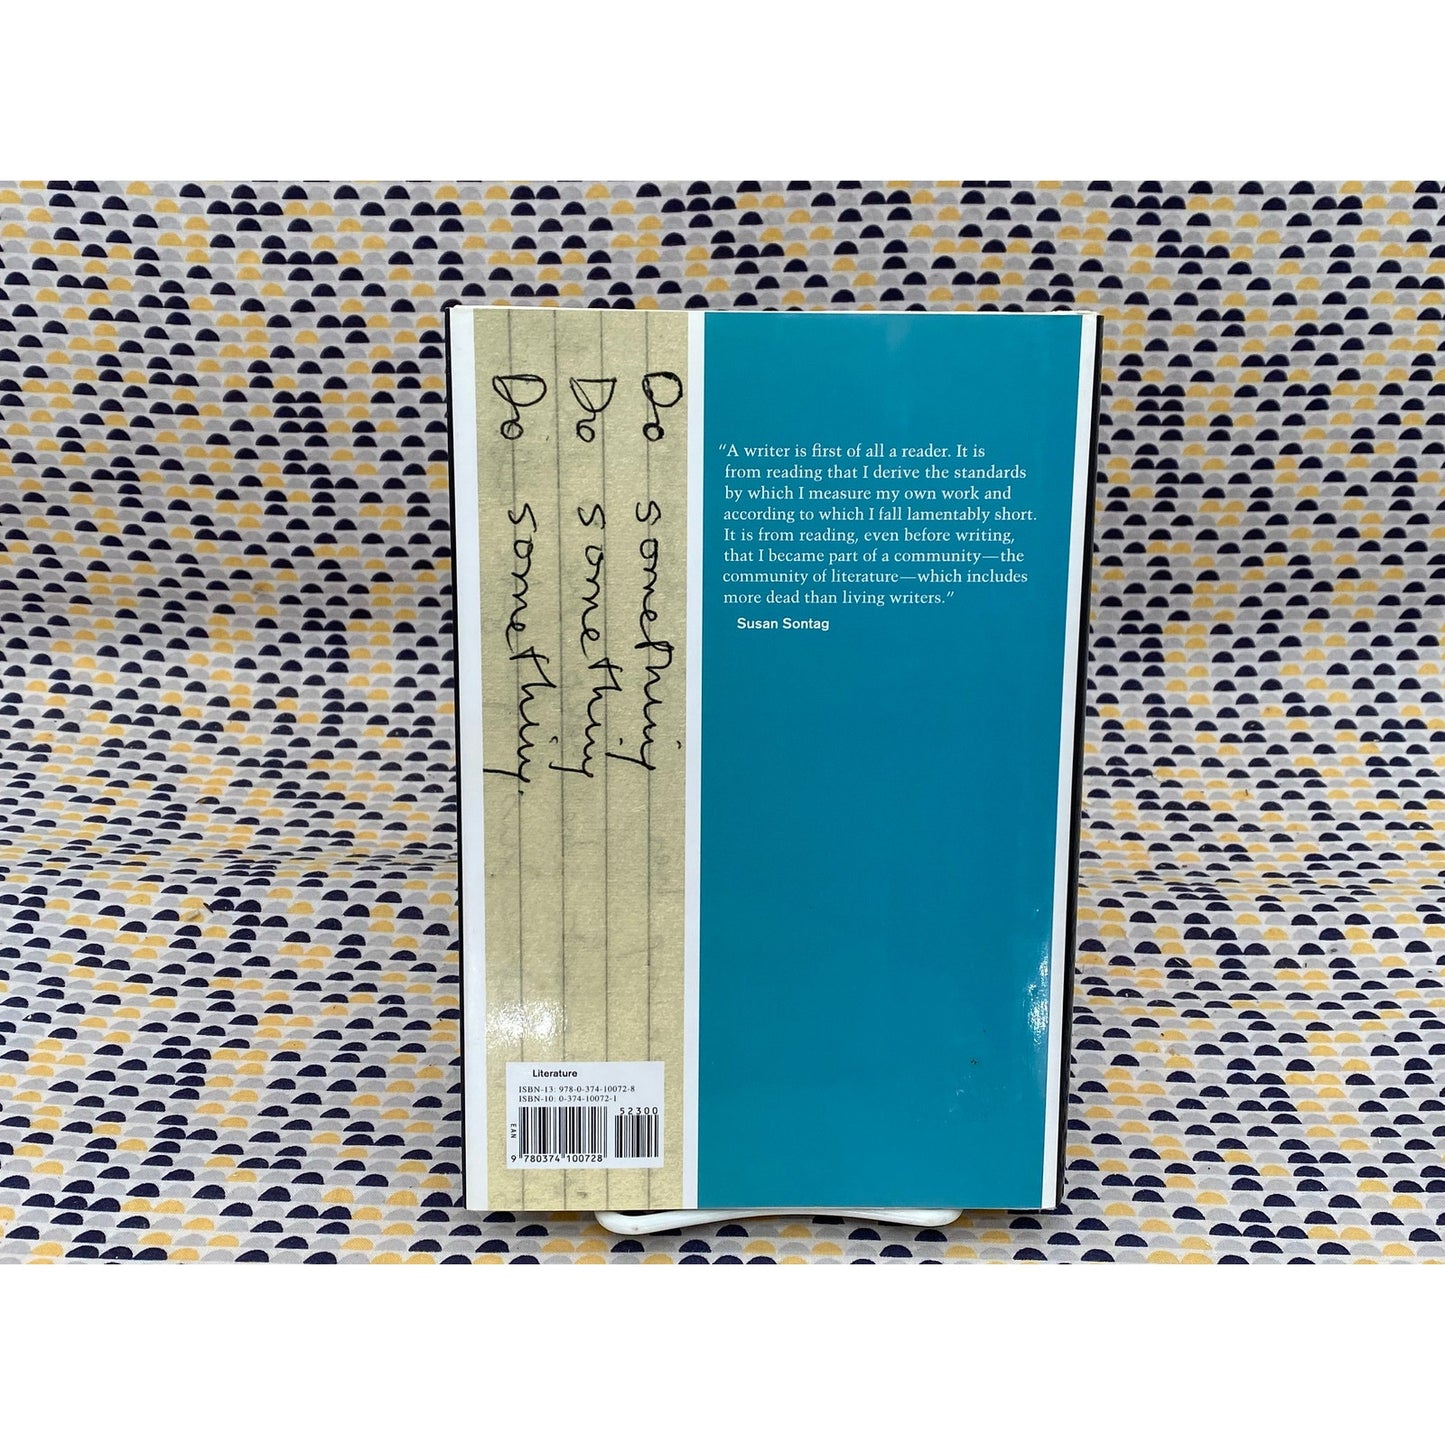 Do something
Do something
Do something.
“A writer is first of all a reader. It is
from reading that I derive the standards
by which I measure my own work and
according to which I fall lamentably short.
It is from reading, even before writing,
that I became part of a community—the
community of literature—which includes
more dead than living writers.”
Susan Sontag
Literature
ISBN-13: 978-0-374-10072-8
ISBN-10: 0-374-10072-1
52300
EAN
9 780374 100728